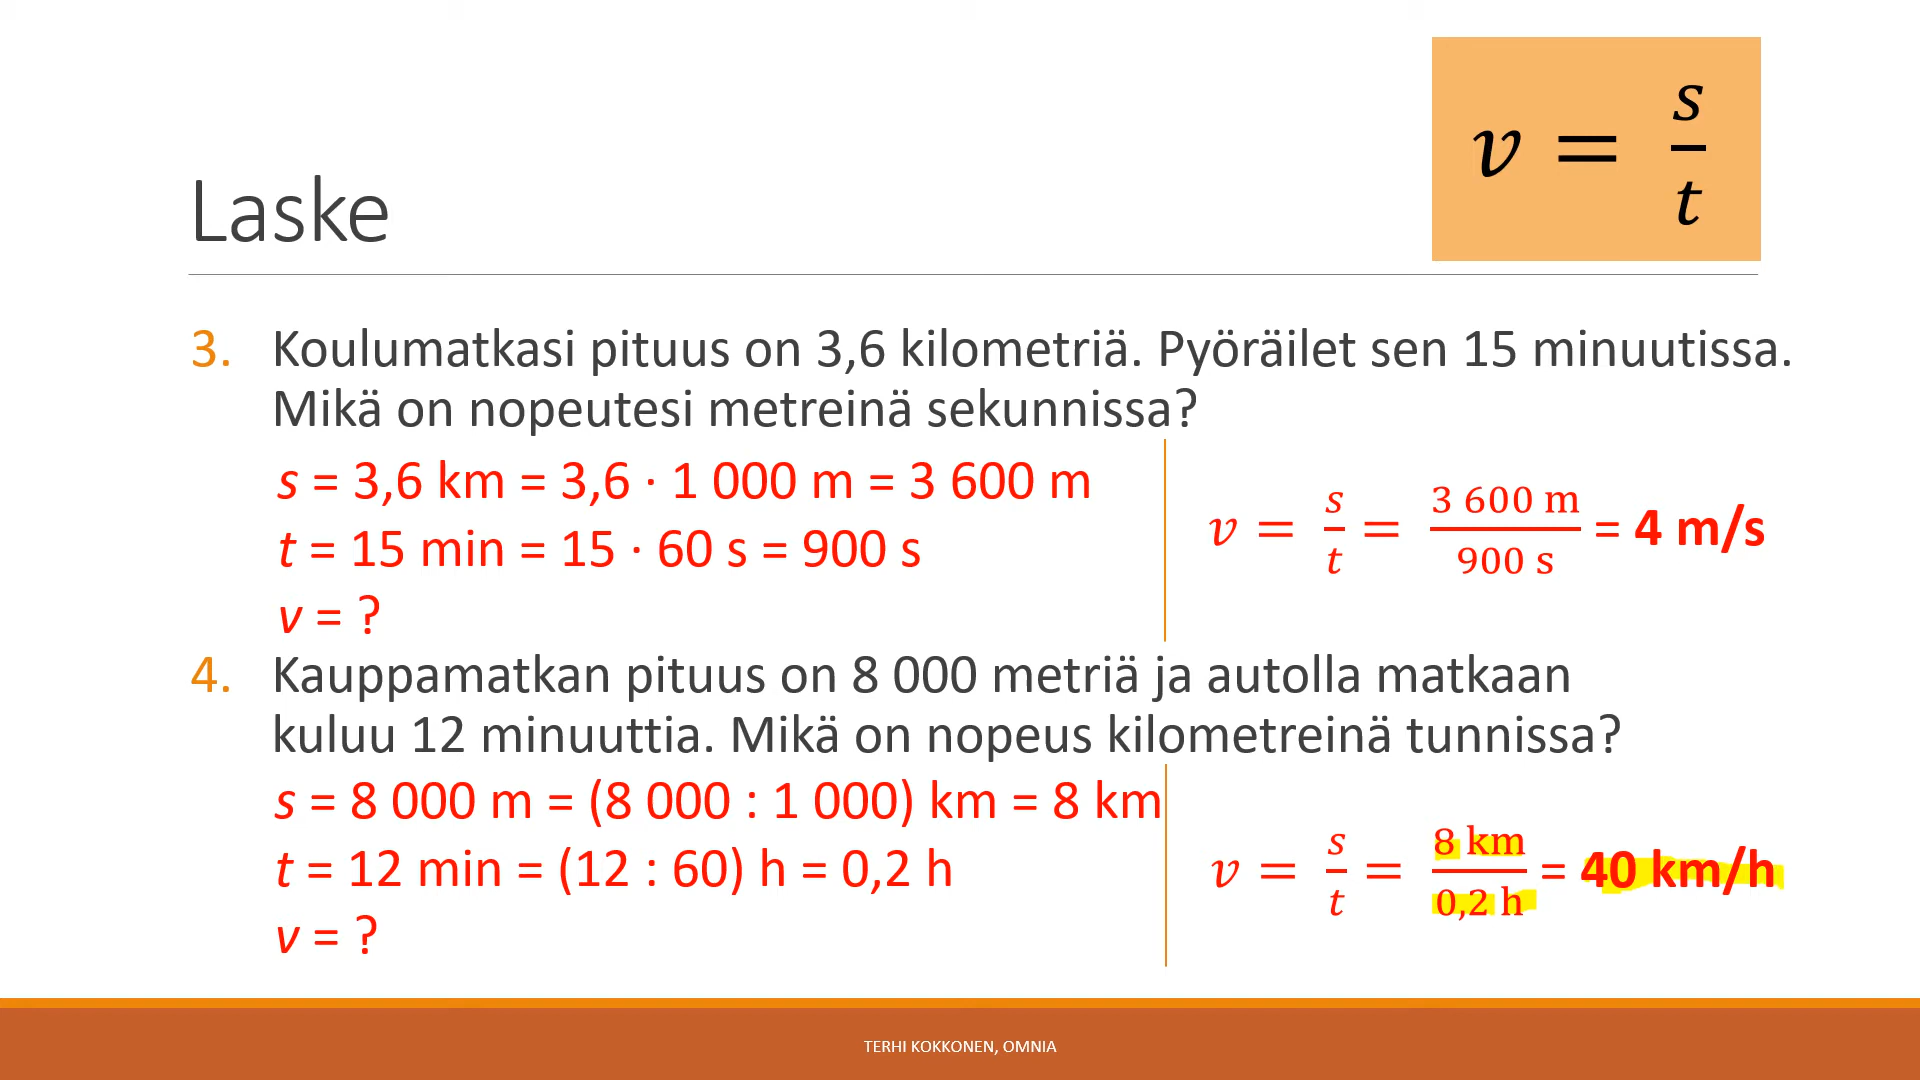 v = s/t
Laske
3. Koulumatkasi pituus on 3,6 kilometriä. Pyöräilet sen 15 minuutissa.
Mikä on nopeutesi metreinä sekunnissa?
s = 3,6 km = 3,6 · 1 000 m = 3 600 m
t = 15 min = 15 · 60 s = 900 s
v = ?
v = s/t = 3 600 m/900 s = 4 m/s
4. Kauppamatkan pituus on 8 000 metriä ja autolla matkaan
kuluu 12 minuuttia. Mikä on nopeus kilometreinä tunnissa?
s = 8 000 m = (8 000 : 1 000) km = 8 km
t = 12 min = (12 : 60) h = 0,2 h
v = ?
v = s/t = 8 km/0,2 h = 40 km/h
TERHI KOKKONEN, OMNIA